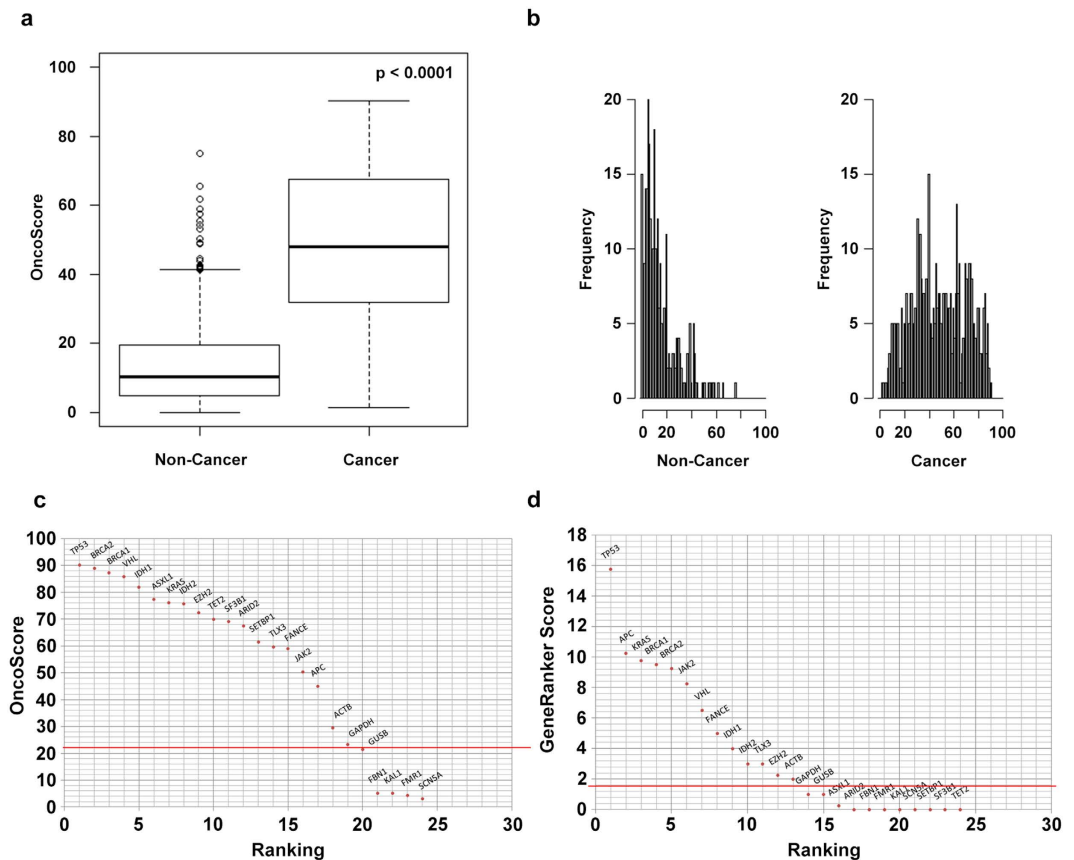 a
p < 0.0001
OncoScore
100
80
60
40
20
0
Non-Cancer
Cancer
b
Frequency
20
15
10
5
0
0
20
60
100
Non-Cancer
Frequency
20
15
10
5
0
0
20
60
100
Cancer
c
OncoScore
100
90
80
70
60
50
40
30
20
10
0
TP53
BRCA2
BRCA1
VHL
IDH1
ASXL1
KRAS
IDH2
EZH2
TET2
SF3B1
ARID2
SETBP1
TLX3
FANCE
JAK2
APC
ACTB
GAPDH
GUSB
FBN1
KAL1
FMR1
SCN5A
0
5
10
15
20
25
30
Ranking
d
GeneRanker Score
18
16
14
12
10
8
6
4
2
0
TP53
APC
KRAS
BRCA1
BRCA2
JAK2
VHL
FANCE
IDH1
IDH2
TLX3
EZH2
ACTB
GAPDH
GUSB
ASXL1
ARID2
FBN1
FMR1
KAL1
SCN5A
SETBP1
SF3B1
TET2
0
5
10
15
20
25
30
Ranking